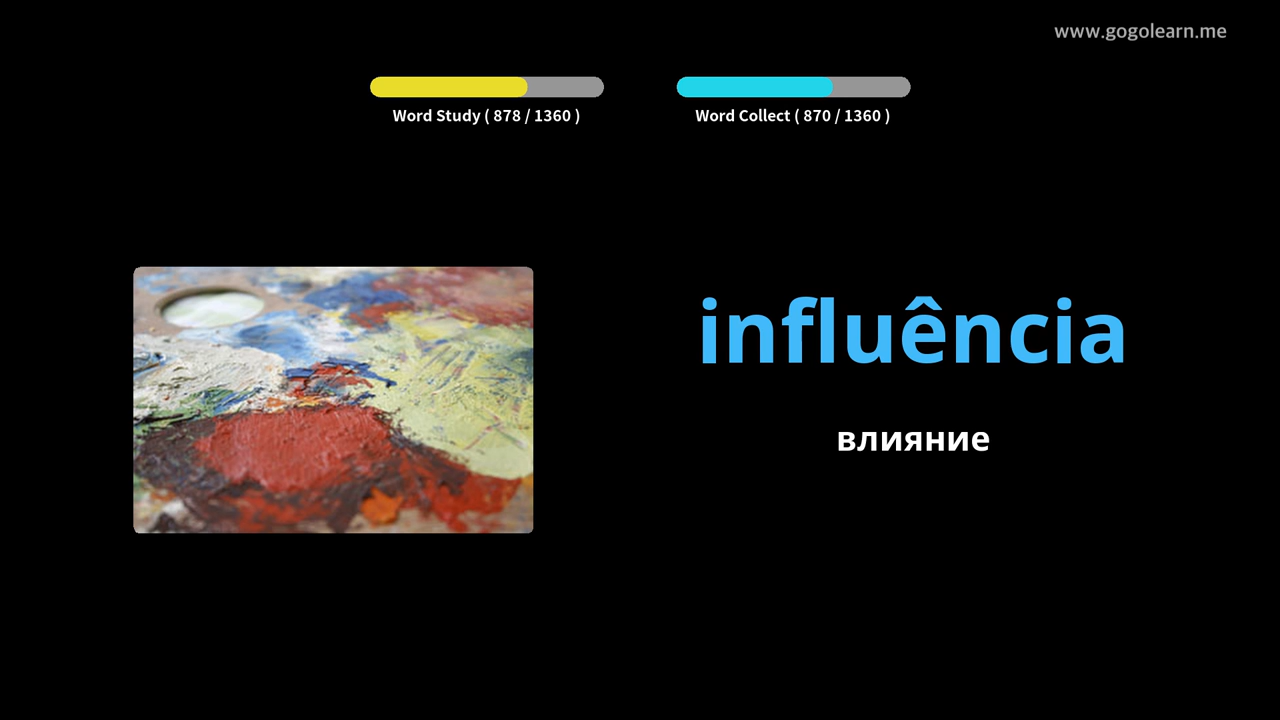 www.gogolearn.me
Word Study ( 878 / 1360 )
Word Collect ( 870 / 1360 )
influência
влияние